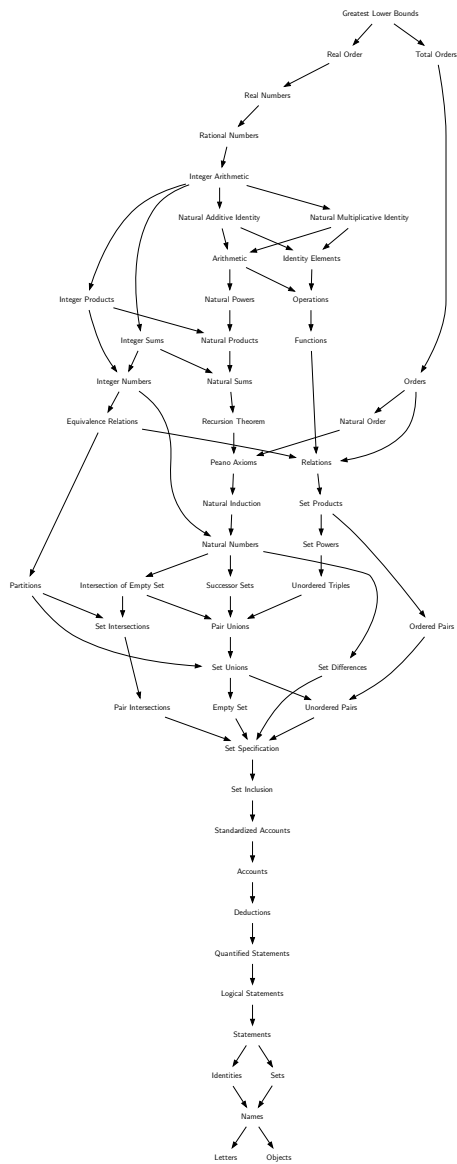 Greatest Lower Bounds
Real Order
Total Orders
Real Numbers
Rational Numbers
Integer Arithmetic
Natural Additive Identity
Natural Multiplicative Identity
Arithmetic
Identity Elements
Integer Products
Natural Powers
Operations
Integer Sums
Natural Products
Functions
Integer Numbers
Natural Sums
Orders
Equivalence Relations
Recursion Theorem
Natural Order
Peano Axioms
Relations
Natural Induction
Set Products
Natural Numbers
Set Powers
Partitions
Intersection of Empty Set
Successor Sets
Unordered Triples
Set Intersections
Pair Unions
Ordered Pairs
Set Unions
Set Differences
Pair Intersections
Empty Set
Unordered Pairs
Set Specification
Set Inclusion
Standardized Accounts
Accounts
Deductions
Quantified Statements
Logical Statements
Statements
Identities
Sets
Names
Letters
Objects